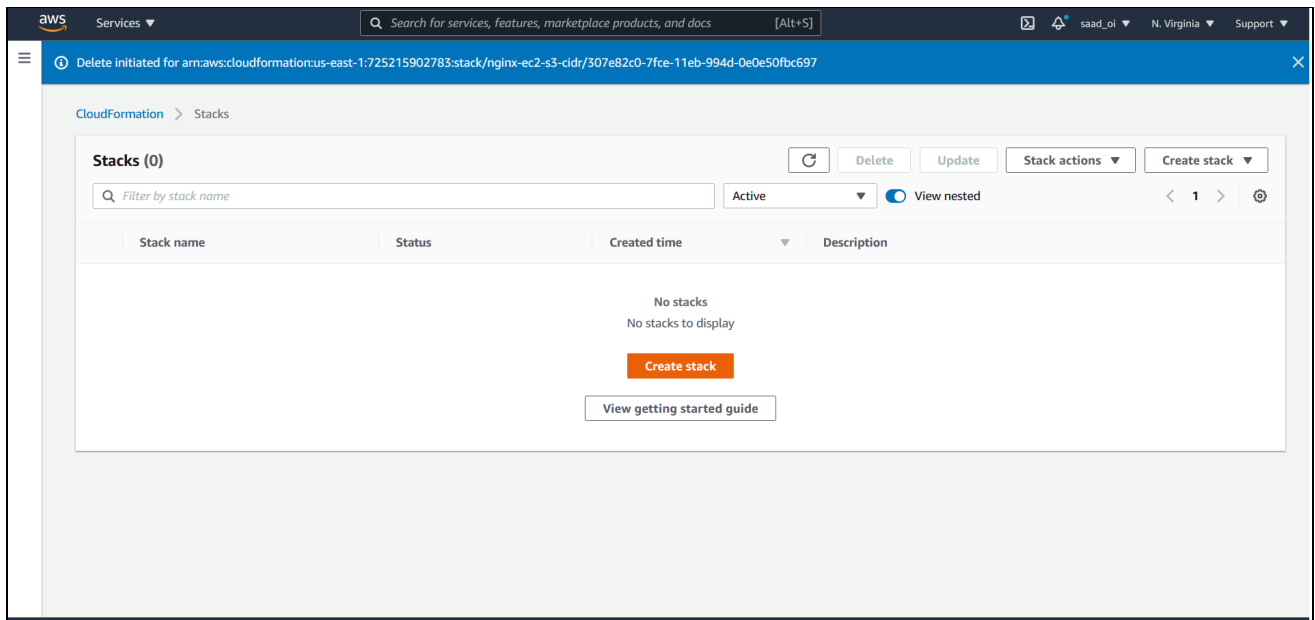 aws Services ▼ Search for services, features, marketplace products, and docs [Alt+S] saad_oi ▼ N. Virginia ▼ Support ▼
Delete initiated for arn:aws:cloudformation:us-east-1:725215902783:stack/nginx-ec2-s3-cidr/307e82c0-7fce-11eb-994d-0e0e50fbc697
CloudFormation > Stacks
Stacks (0) Delete Update Stack actions ▼ Create stack ▼
Filter by stack name Active ▼ View nested < 1 >
Stack name Status Created time ▼ Description
No stacks
No stacks to display
Create stack
View getting started guide